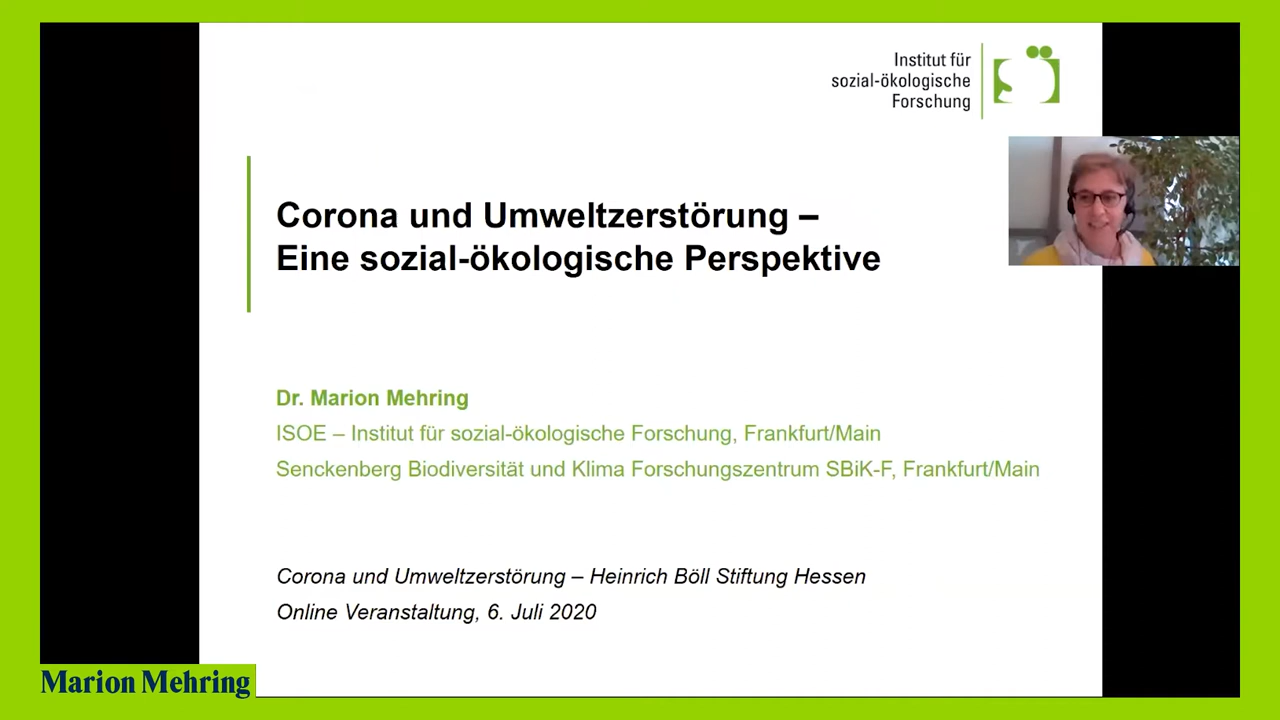 Institut für
sozial-ökologische
Forschung
Corona und Umweltzerstörung –
Eine sozial-ökologische Perspektive
Dr. Marion Mehring
ISOE – Institut für sozial-ökologische Forschung, Frankfurt/Main
Senckenberg Biodiversität und Klima Forschungszentrum SBiK-F, Frankfurt/Main
Corona und Umweltzerstörung – Heinrich Böll Stiftung Hessen
Online Veranstaltung, 6. Juli 2020
Marion Mehring